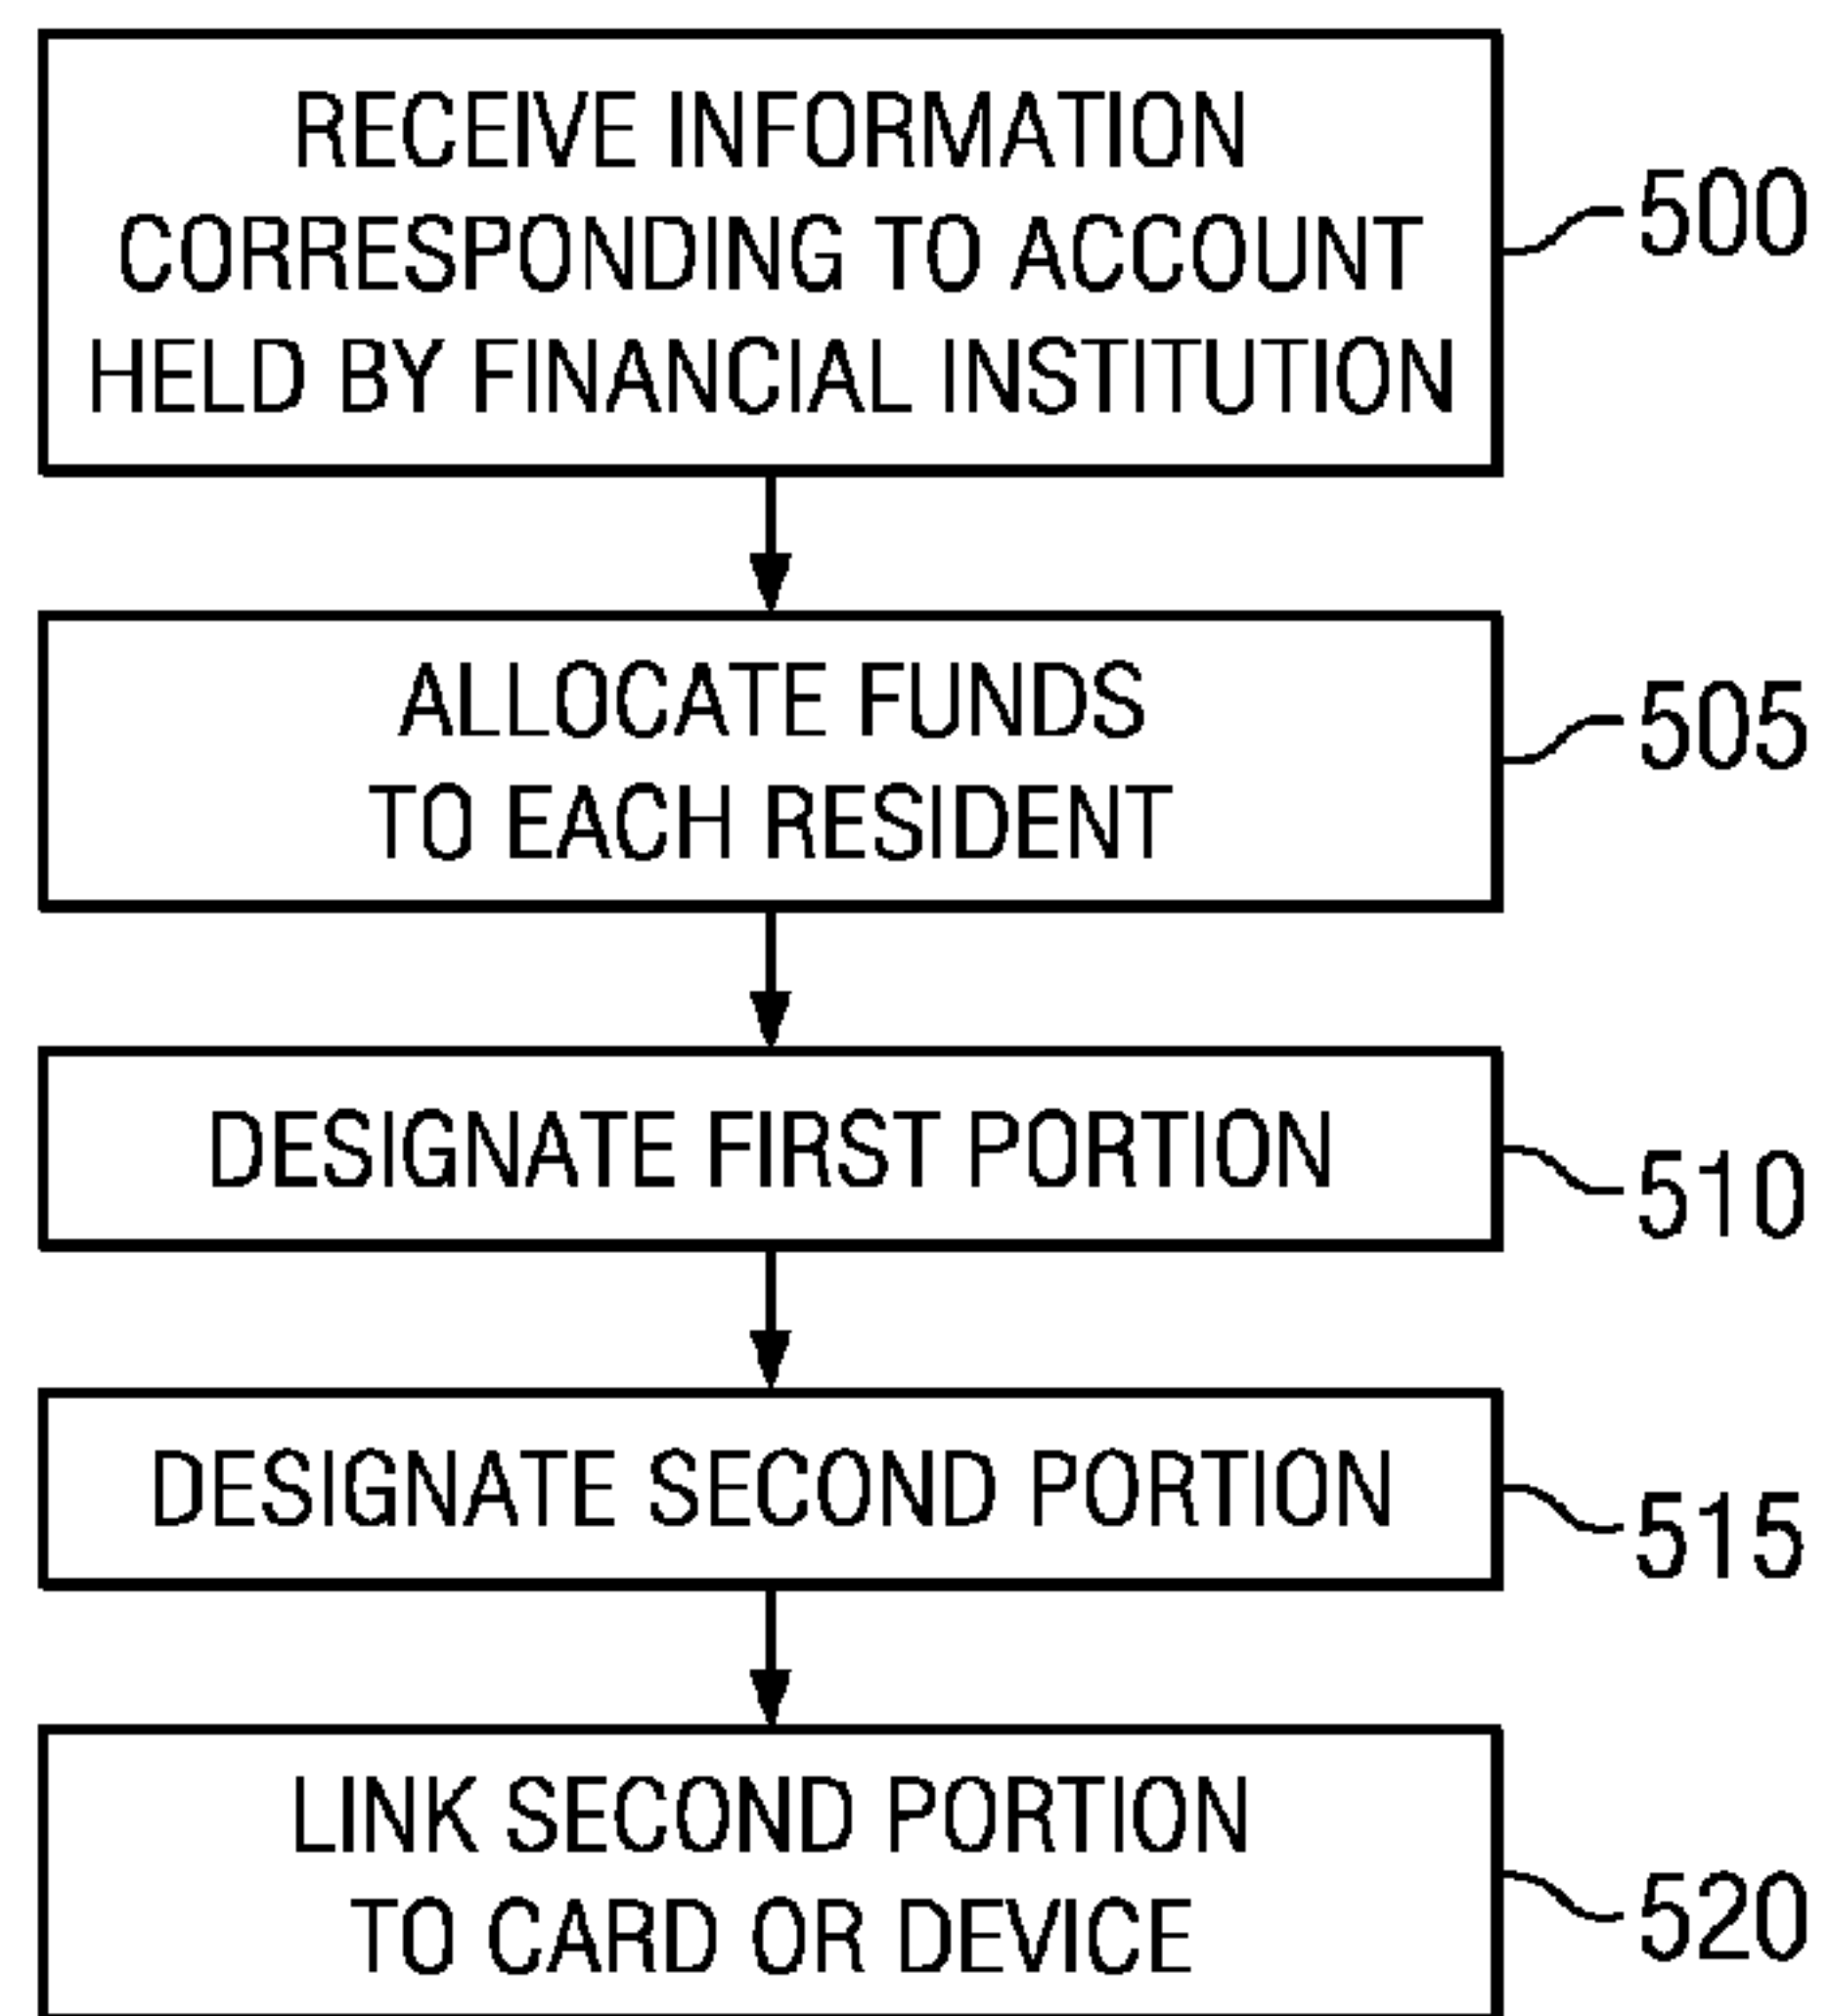 RECEIVE INFORMATION
CORRESPONDING TO ACCOUNT
HELD BY FINANCIAL INSTITUTION
500
ALLOCATE FUNDS
TO EACH RESIDENT
505
DESIGNATE FIRST PORTION
510
DESIGNATE SECOND PORTION
515
LINK SECOND PORTION
TO CARD OR DEVICE
520